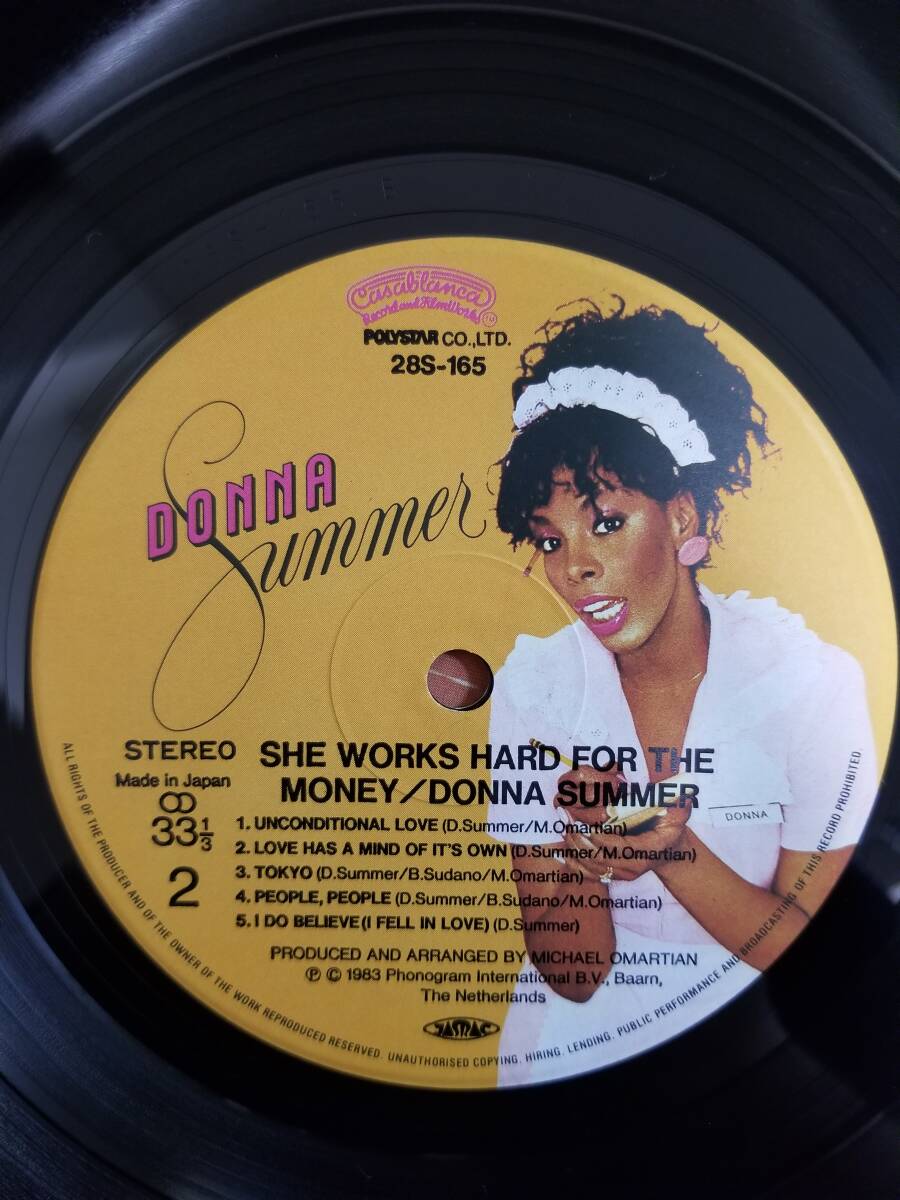 Casablanca
Record and FilmWorks
TM
POLYSTAR CO.,LTD.
28S-165
DONNA
Summer
STEREO
Made in Japan
33 1/3
2
SHE WORKS HARD FOR THE
MONEY/DONNA SUMMER
DONNA
1. UNCONDITIONAL LOVE (D.Summer/M.Omartian)
2. LOVE HAS A MIND OF IT'S OWN (D.Summer/M.Omartian)
3. TOKYO (D.Summer/B.Sudano/M.Omartian)
4. PEOPLE, PEOPLE (D.Summer/B.Sudano/M.Omartian)
5. I DO BELIEVE (I FELL IN LOVE) (D.Summer)
PRODUCED AND ARRANGED BY MICHAEL OMARTIAN
Ⓟ © 1983 Phonogram International B.V., Baarn,
The Netherlands
JASRAC
ALL RIGHTS OF THE PRODUCER AND OF THE OWNER OF THE WORK REPRODUCED RESERVED. UNAUTHORISED COPYING. HIRING. LENDING. PUBLIC PERFORMANCE AND BROADCASTING OF THIS RECORD PROHIBITED.